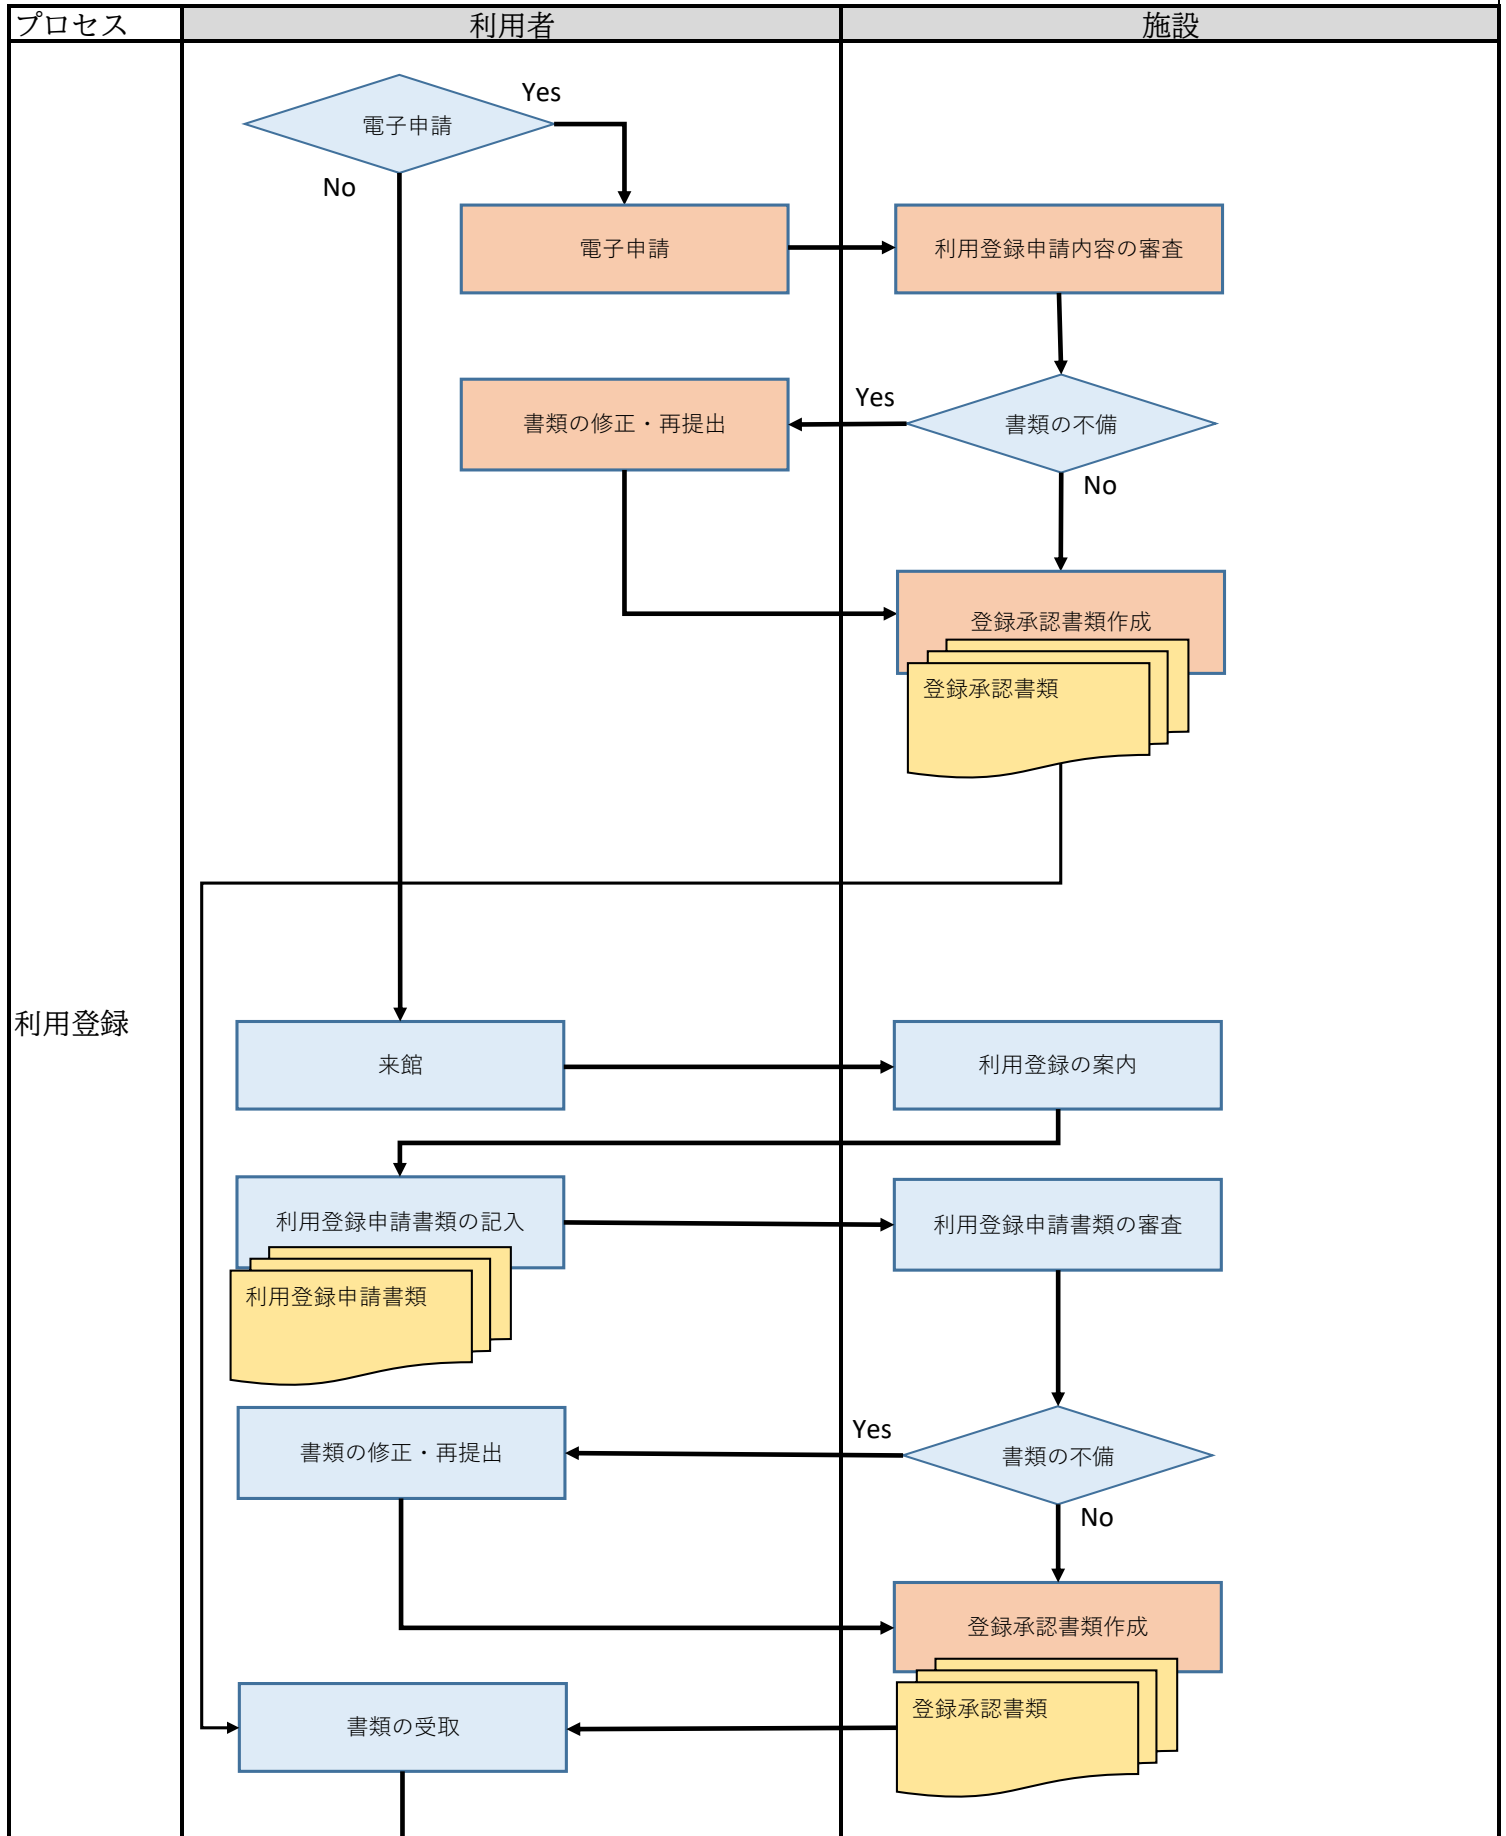 プロセス
利用者
施設
電子申請
Yes
No
電子申請
利用登録申請内容の審査
書類の修正・再提出
Yes
書類の不備
No
登録承認書類作成
登録承認書類
利用登録
来館
利用登録の案内
利用登録申請書類の記入
利用登録申請書類の審査
利用登録申請書類
書類の修正・再提出
Yes
書類の不備
No
登録承認書類作成
登録承認書類
書類の受取